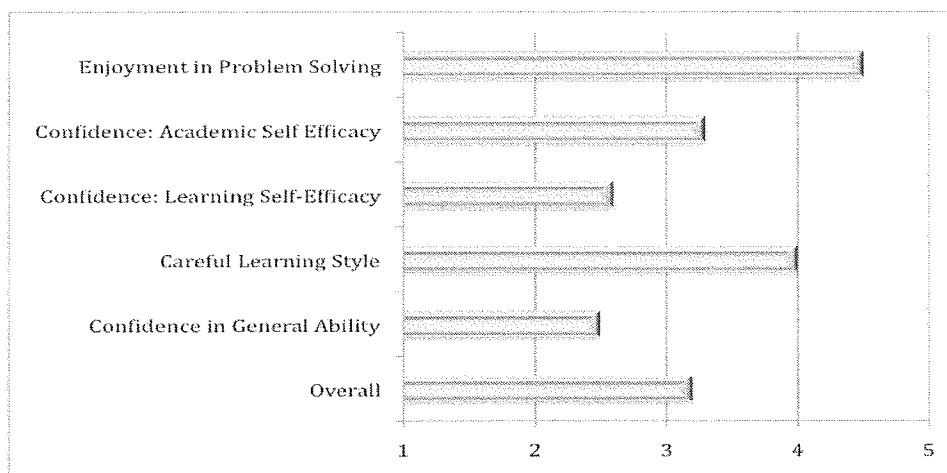 Enjoyment in Problem Solving
Confidence: Academic Self Efficacy
Confidence: Learning Self-Efficacy
Careful Learning Style
Confidence in General Ability
Overall
1 2 3 4 5